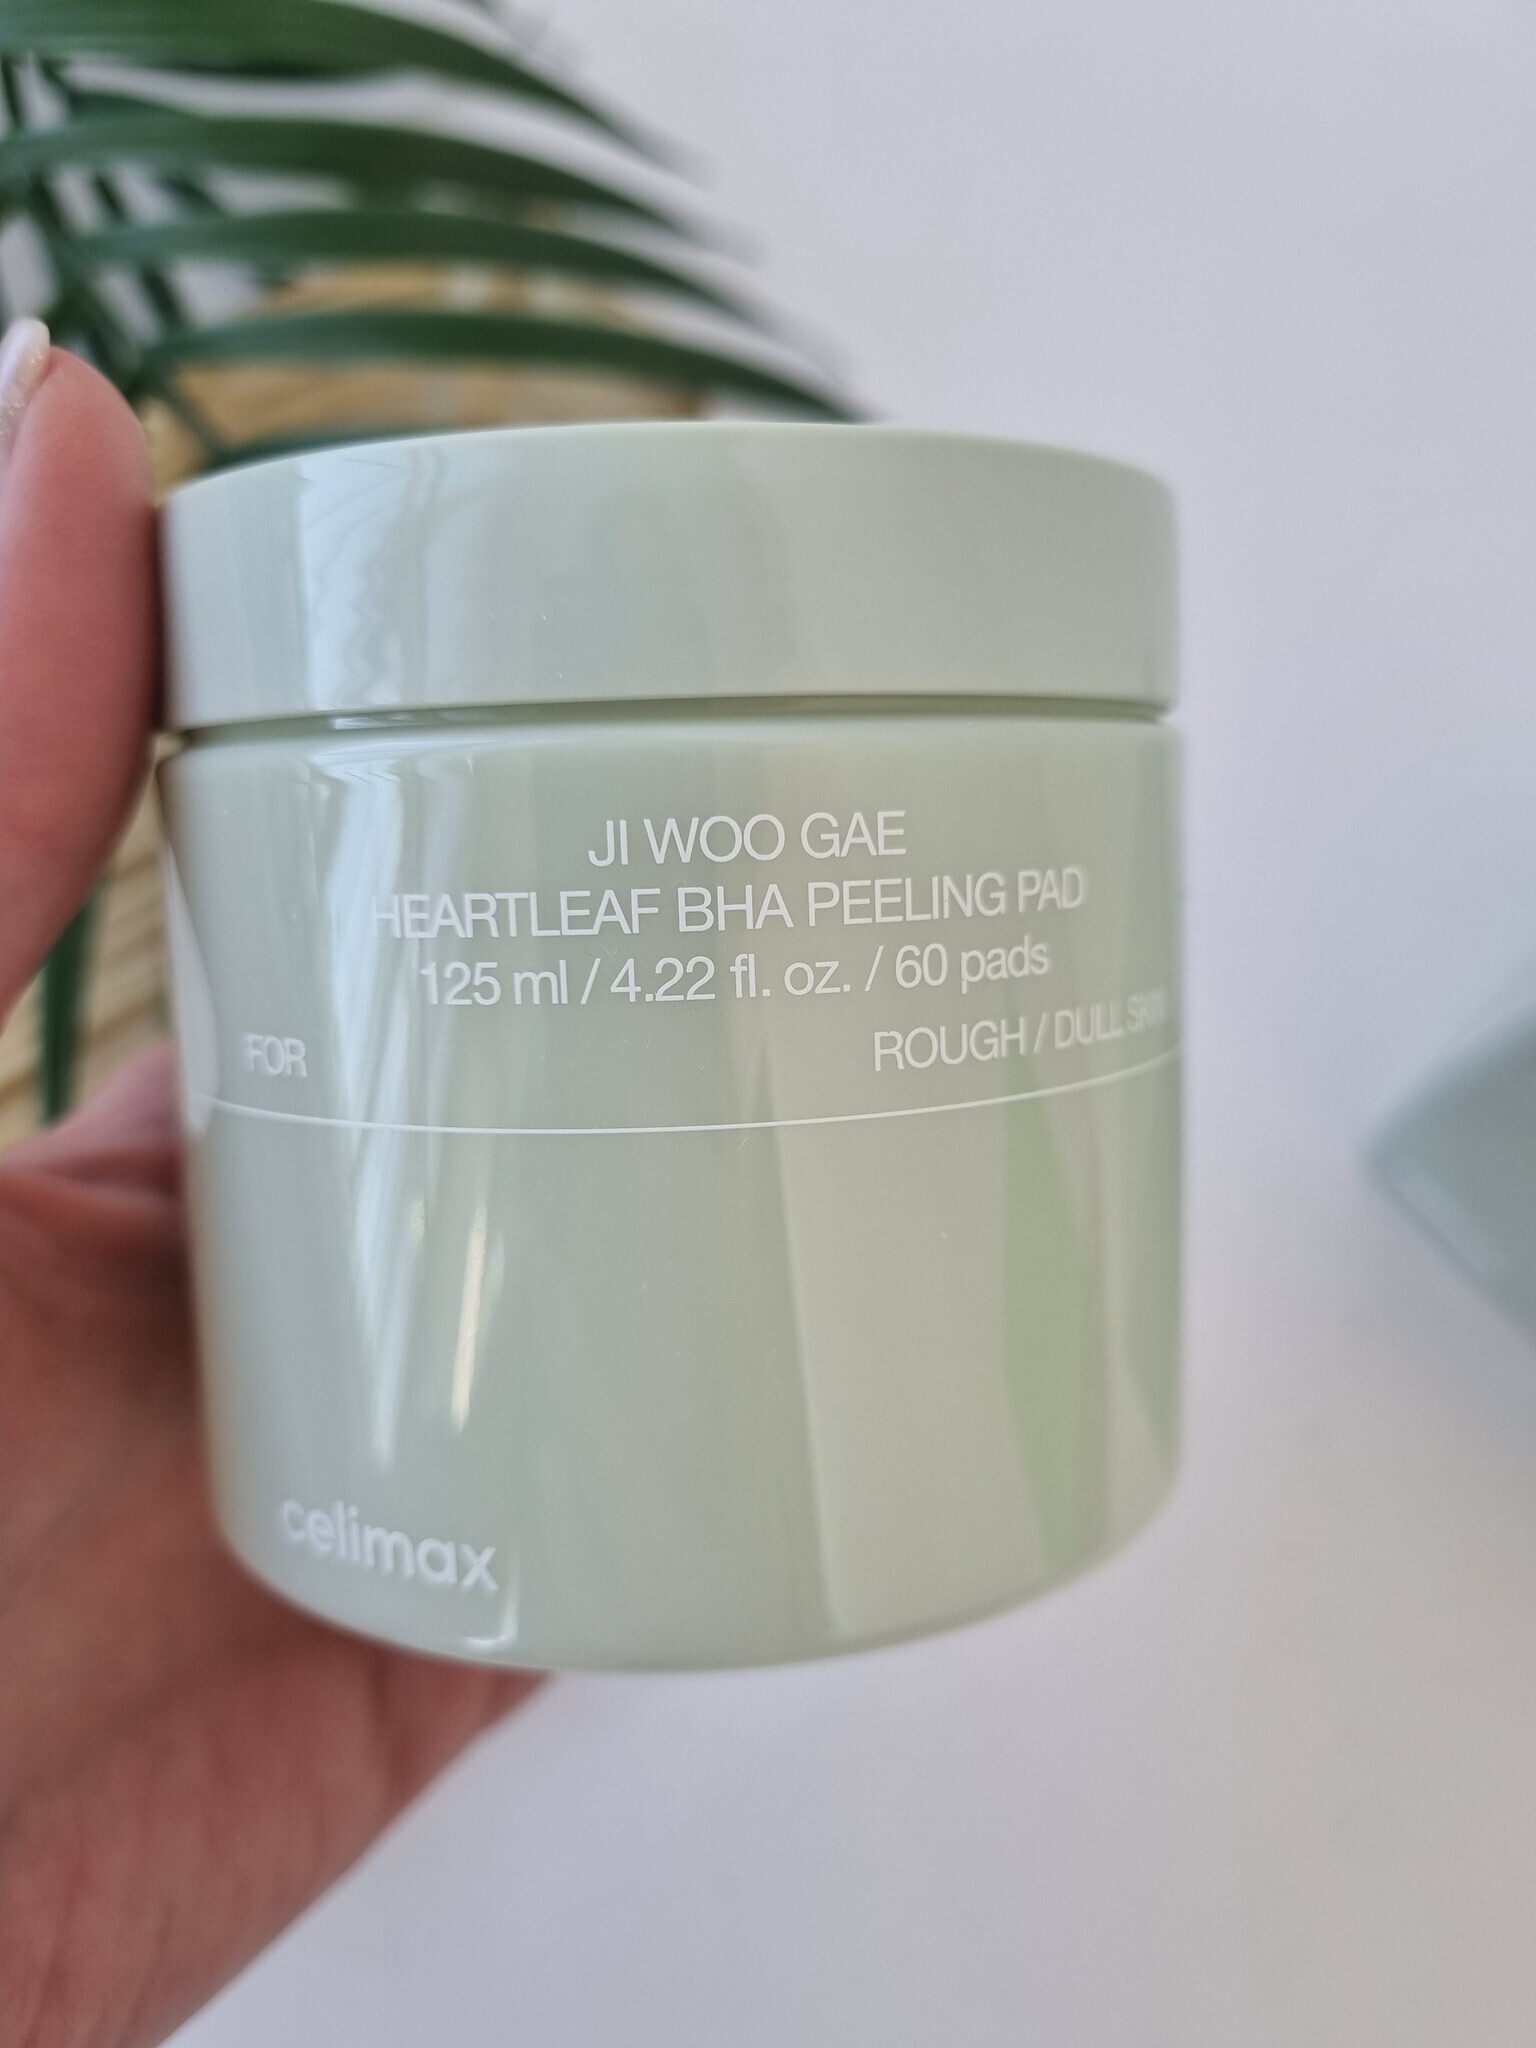 JI WOO GAE
HEARTLEAF BHA PEELING PAD
125 ml / 4.22 fl. oz. / 60 pads
FOR ROUGH / DULL SKIN
celimax